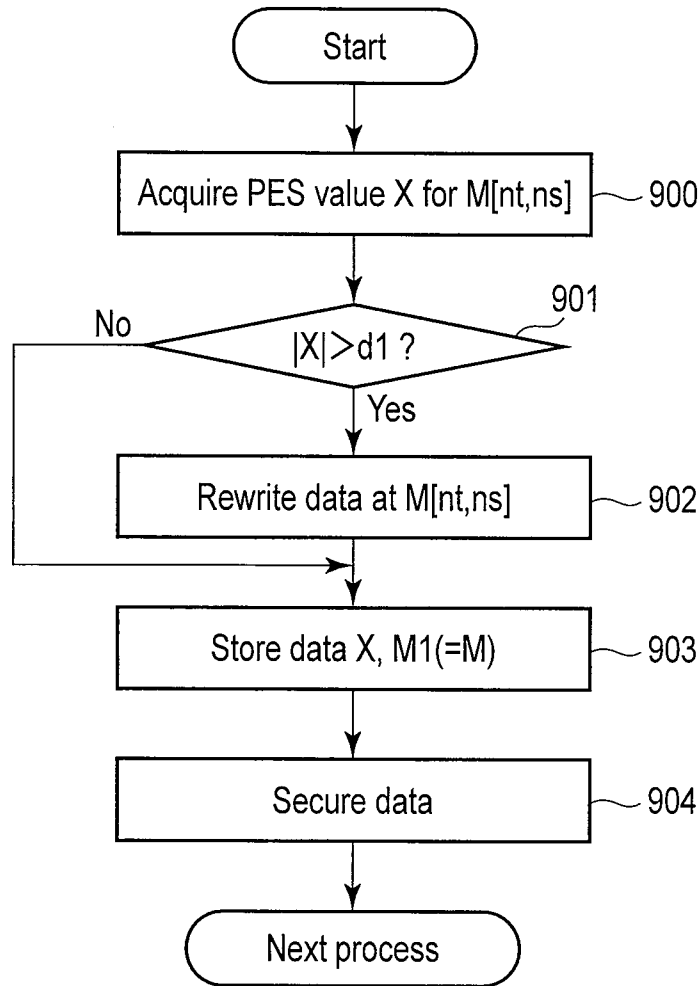 Start
Acquire PES value X for M[nt,ns]
900
901
No
|X|>d1 ?
Yes
Rewrite data at M[nt,ns]
902
Store data X, M1(=M)
903
Secure data
904
Next process